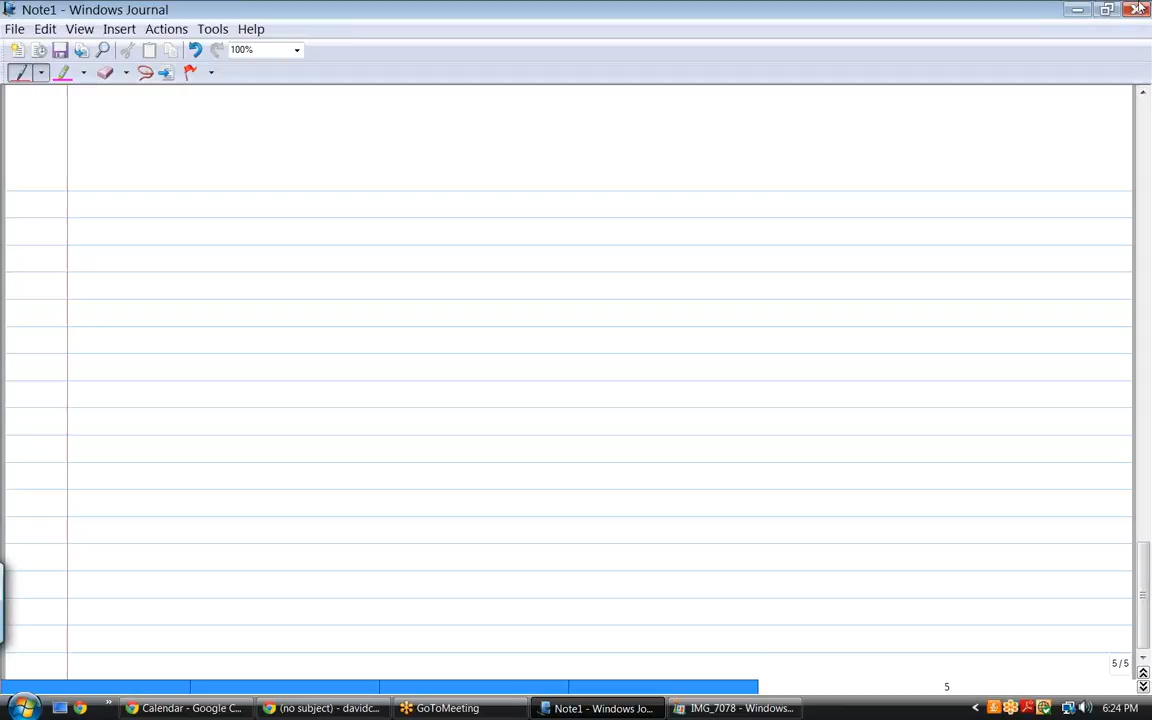 Note1 - Windows Journal
File Edit View Insert Actions Tools Help
100%
5/5
5
Calendar - Google C...
(no subject) - davidc...
GoToMeeting
Note1 - Windows Jo...
IMG_7078 - Windows...
6:24 PM